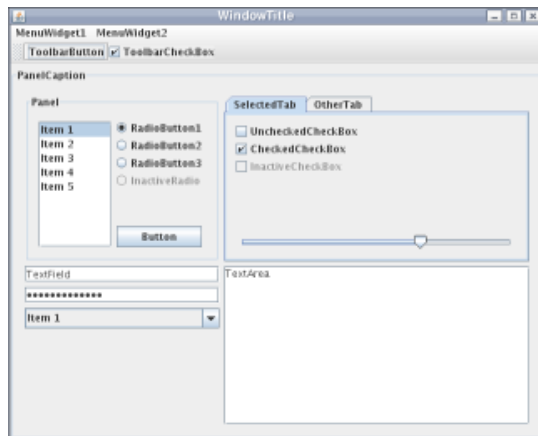 WindowTitle
MenuWidget1 MenuWidget2
ToolbarButton ToolbarCheckBox
PanelCaption
Panel
Item 1
Item 2
Item 3
Item 4
Item 5
RadioButton1
RadioButton2
RadioButton3
InactiveRadio
Button
SelectedTab OtherTab
UncheckedCheckBox
CheckedCheckBox
InactiveCheckBox
TextField
•••••••••••••
Item 1
TextArea